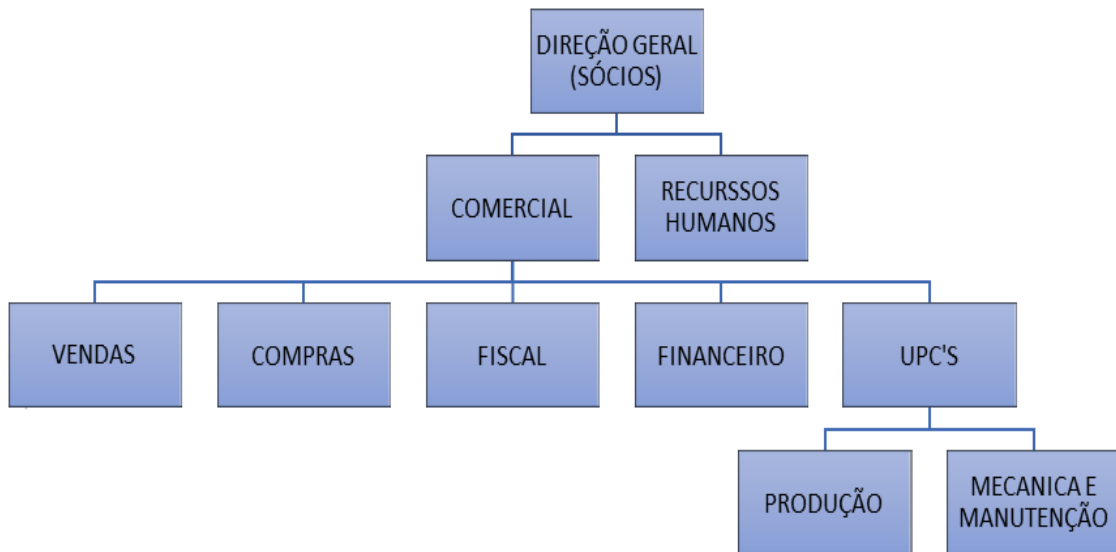 DIREÇÃO GERAL
(SÓCIOS)
COMERCIAL
RECURSSOS
HUMANOS
VENDAS
COMPRAS
FISCAL
FINANCEIRO
UPC'S
PRODUÇÃO
MECANICA E
MANUTENÇÃO